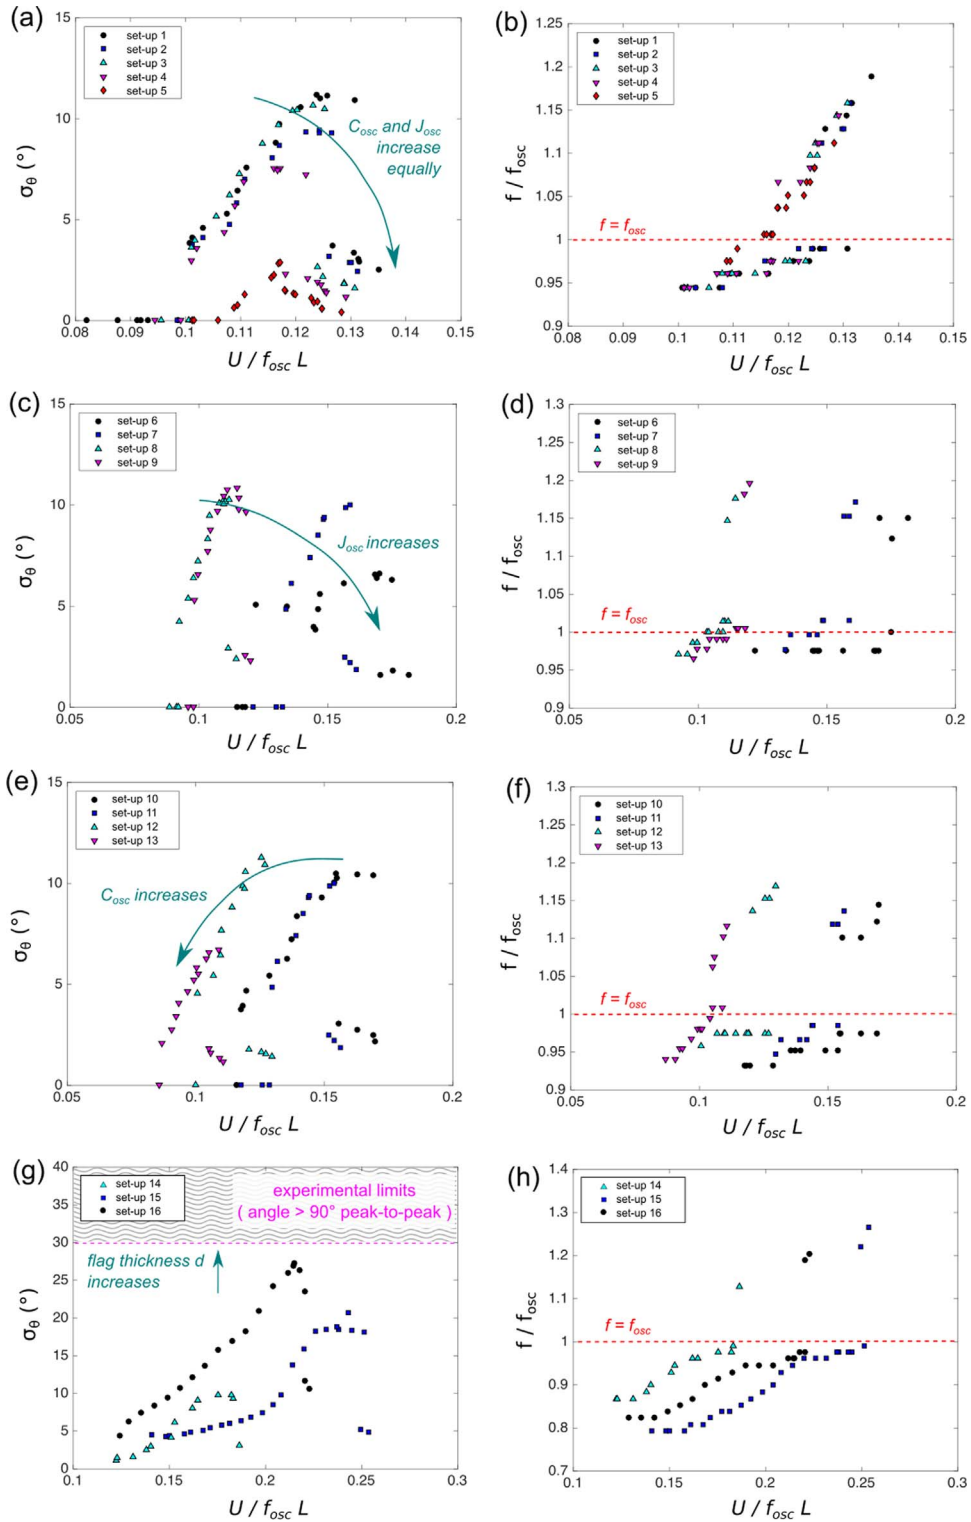 (a)
15
10
5
0
σθ (°)
set-up 1
set-up 2
set-up 3
set-up 4
set-up 5
Cosc and Josc
increase
equally
0.08 0.09 0.1 0.11 0.12 0.13 0.14 0.15
U / fosc L
(b)
1.25
1.2
1.15
1.1
1.05
1
0.95
0.9
f / fosc
set-up 1
set-up 2
set-up 3
set-up 4
set-up 5
f = fosc
0.08 0.09 0.1 0.11 0.12 0.13 0.14 0.15
U / fosc L
(c)
15
10
5
0
σθ (°)
set-up 6
set-up 7
set-up 8
set-up 9
Josc increases
0.05 0.1 0.15 0.2
U / fosc L
(d)
1.3
1.25
1.2
1.15
1.1
1.05
1
0.95
0.9
f / fosc
set-up 6
set-up 7
set-up 8
set-up 9
f = fosc
0.05 0.1 0.15 0.2
U / fosc L
(e)
15
10
5
0
σθ (°)
set-up 10
set-up 11
set-up 12
set-up 13
Cosc increases
0.05 0.1 0.15 0.2
U / fosc L
(f)
1.3
1.25
1.2
1.15
1.1
1.05
1
0.95
0.9
f / fosc
set-up 10
set-up 11
set-up 12
set-up 13
f = fosc
0.05 0.1 0.15 0.2
U / fosc L
(g)
40
35
30
25
20
15
10
5
0
σθ (°)
set-up 14
set-up 15
set-up 16
experimental limits
( angle > 90° peak-to-peak )
flag thickness d
increases
0.1 0.15 0.2 0.25 0.3
U / fosc L
(h)
1.4
1.3
1.2
1.1
1
0.9
0.8
0.7
f / fosc
set-up 14
set-up 15
set-up 16
f = fosc
0.1 0.15 0.2 0.25 0.3
U / fosc L